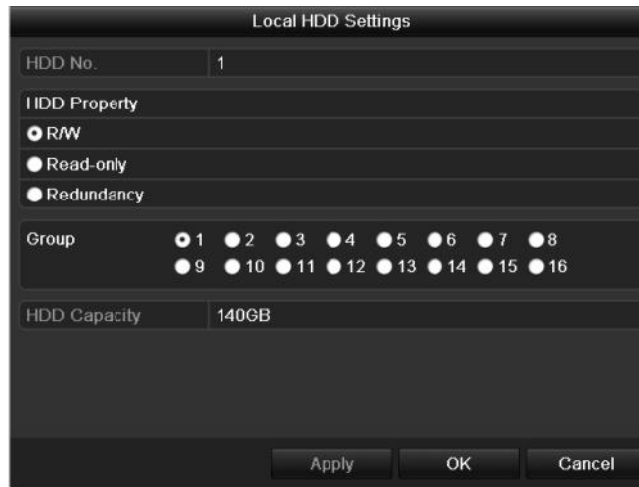 Local HDD Settings
HDD No. 1
HDD Property
R/W
Read-only
Redundancy
Group 1 2 3 4 5 6 7 8
9 10 11 12 13 14 15 16
HDD Capacity 140GB
Apply OK Cancel